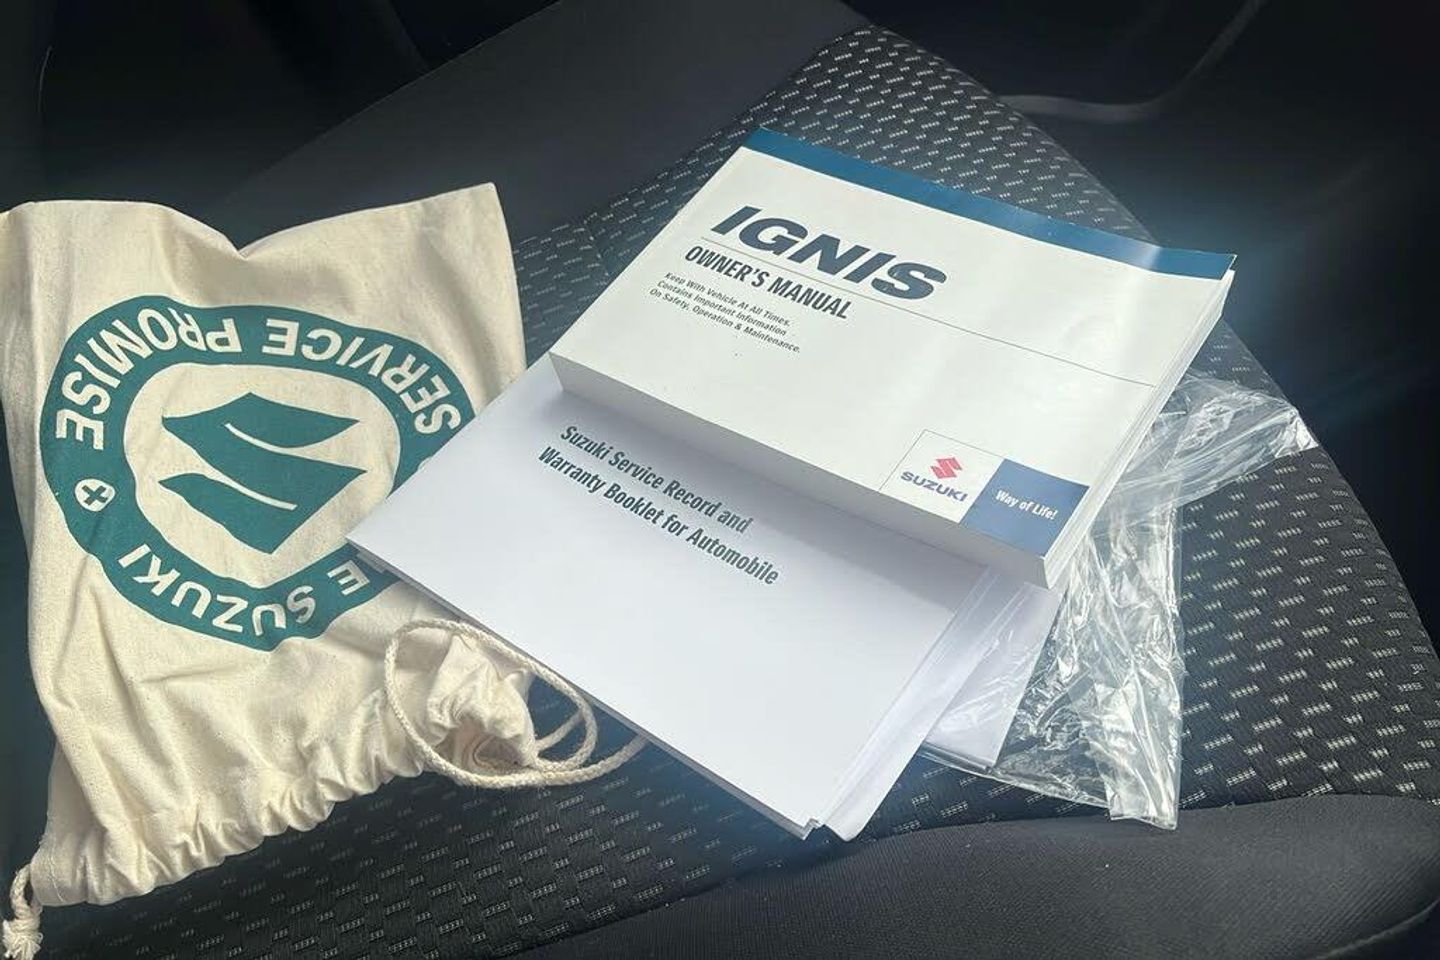 IGNIS
OWNER'S MANUAL
Keep With Vehicle At All Times.
Contains Important Information
On Safety, Operation & Maintenance.
SUZUKI
Way of Life!
Suzuki Service Record and
Warranty Booklet for Automobile
SERVICE PROMISE
E SUZUKI